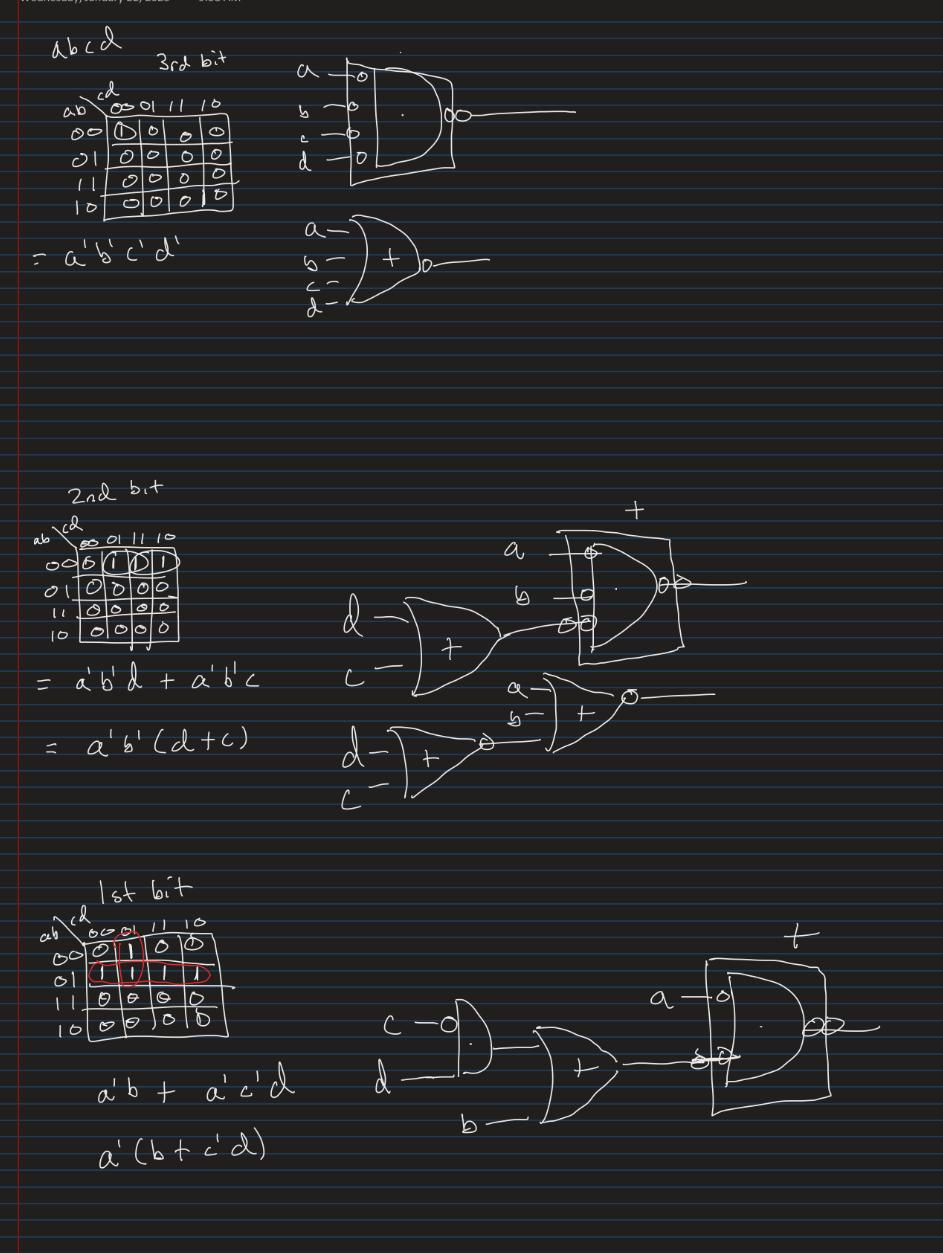 abcd
3rd bit
cd
ab 00 01 11 10
00 1 0 0 0
01 0 0 0 0
11 0 0 0 0
10 0 0 0 0
= a'b'c'd'
a
b
c
d
a
b
c
d
+
2nd bit
cd
ab 00 01 11 10
00 0 1 1 1
01 0 0 0 0
11 0 0 0 0
10 0 0 0 0
= a'b'd + a'b'c
= a'b'(d+c)
+
a
b
d
c
+
a
b
+
d
c
+
1st bit
cd
ab 00 01 11 10
00 0 1 0 0
01 1 1 1 1
11 0 0 0 0
10 0 0 0 0
a'b + a'c'd
a'(b+c'd)
+
a
c
d
b
+